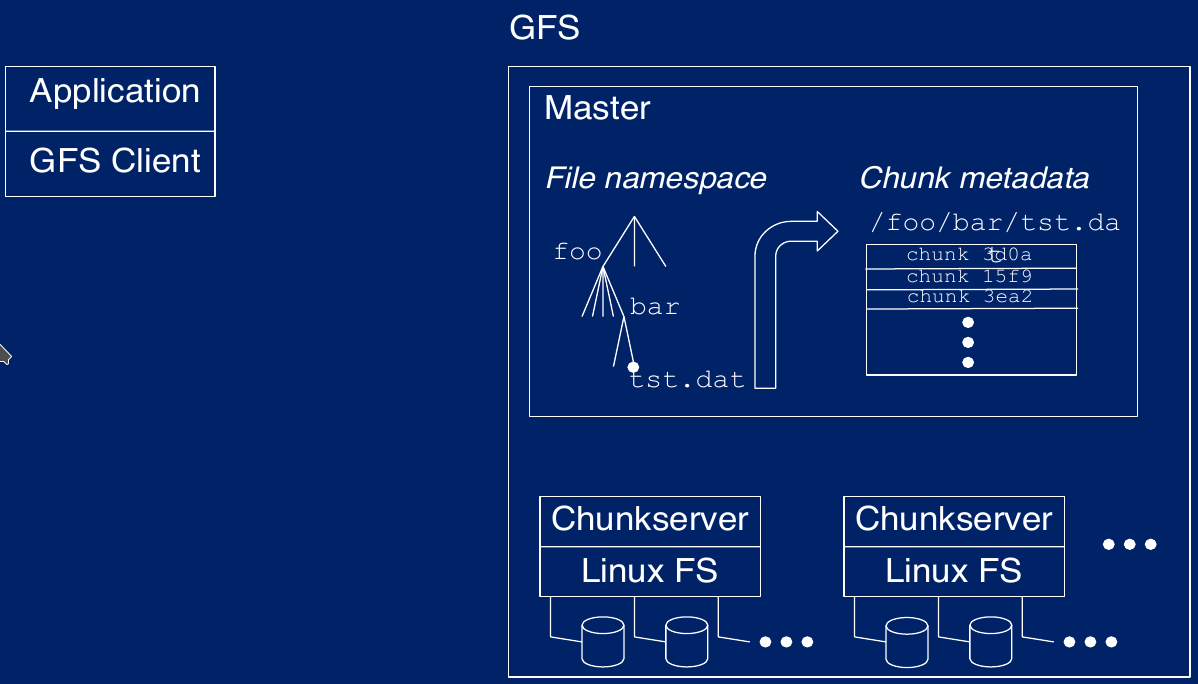 GFS
Application
GFS Client
Master
File namespace
Chunk metadata
foo
bar
tst.dat
/foo/bar/tst.da
t
chunk 3d0a
chunk 15f9
chunk 3ea2
Chunkserver
Linux FS
Chunkserver
Linux FS